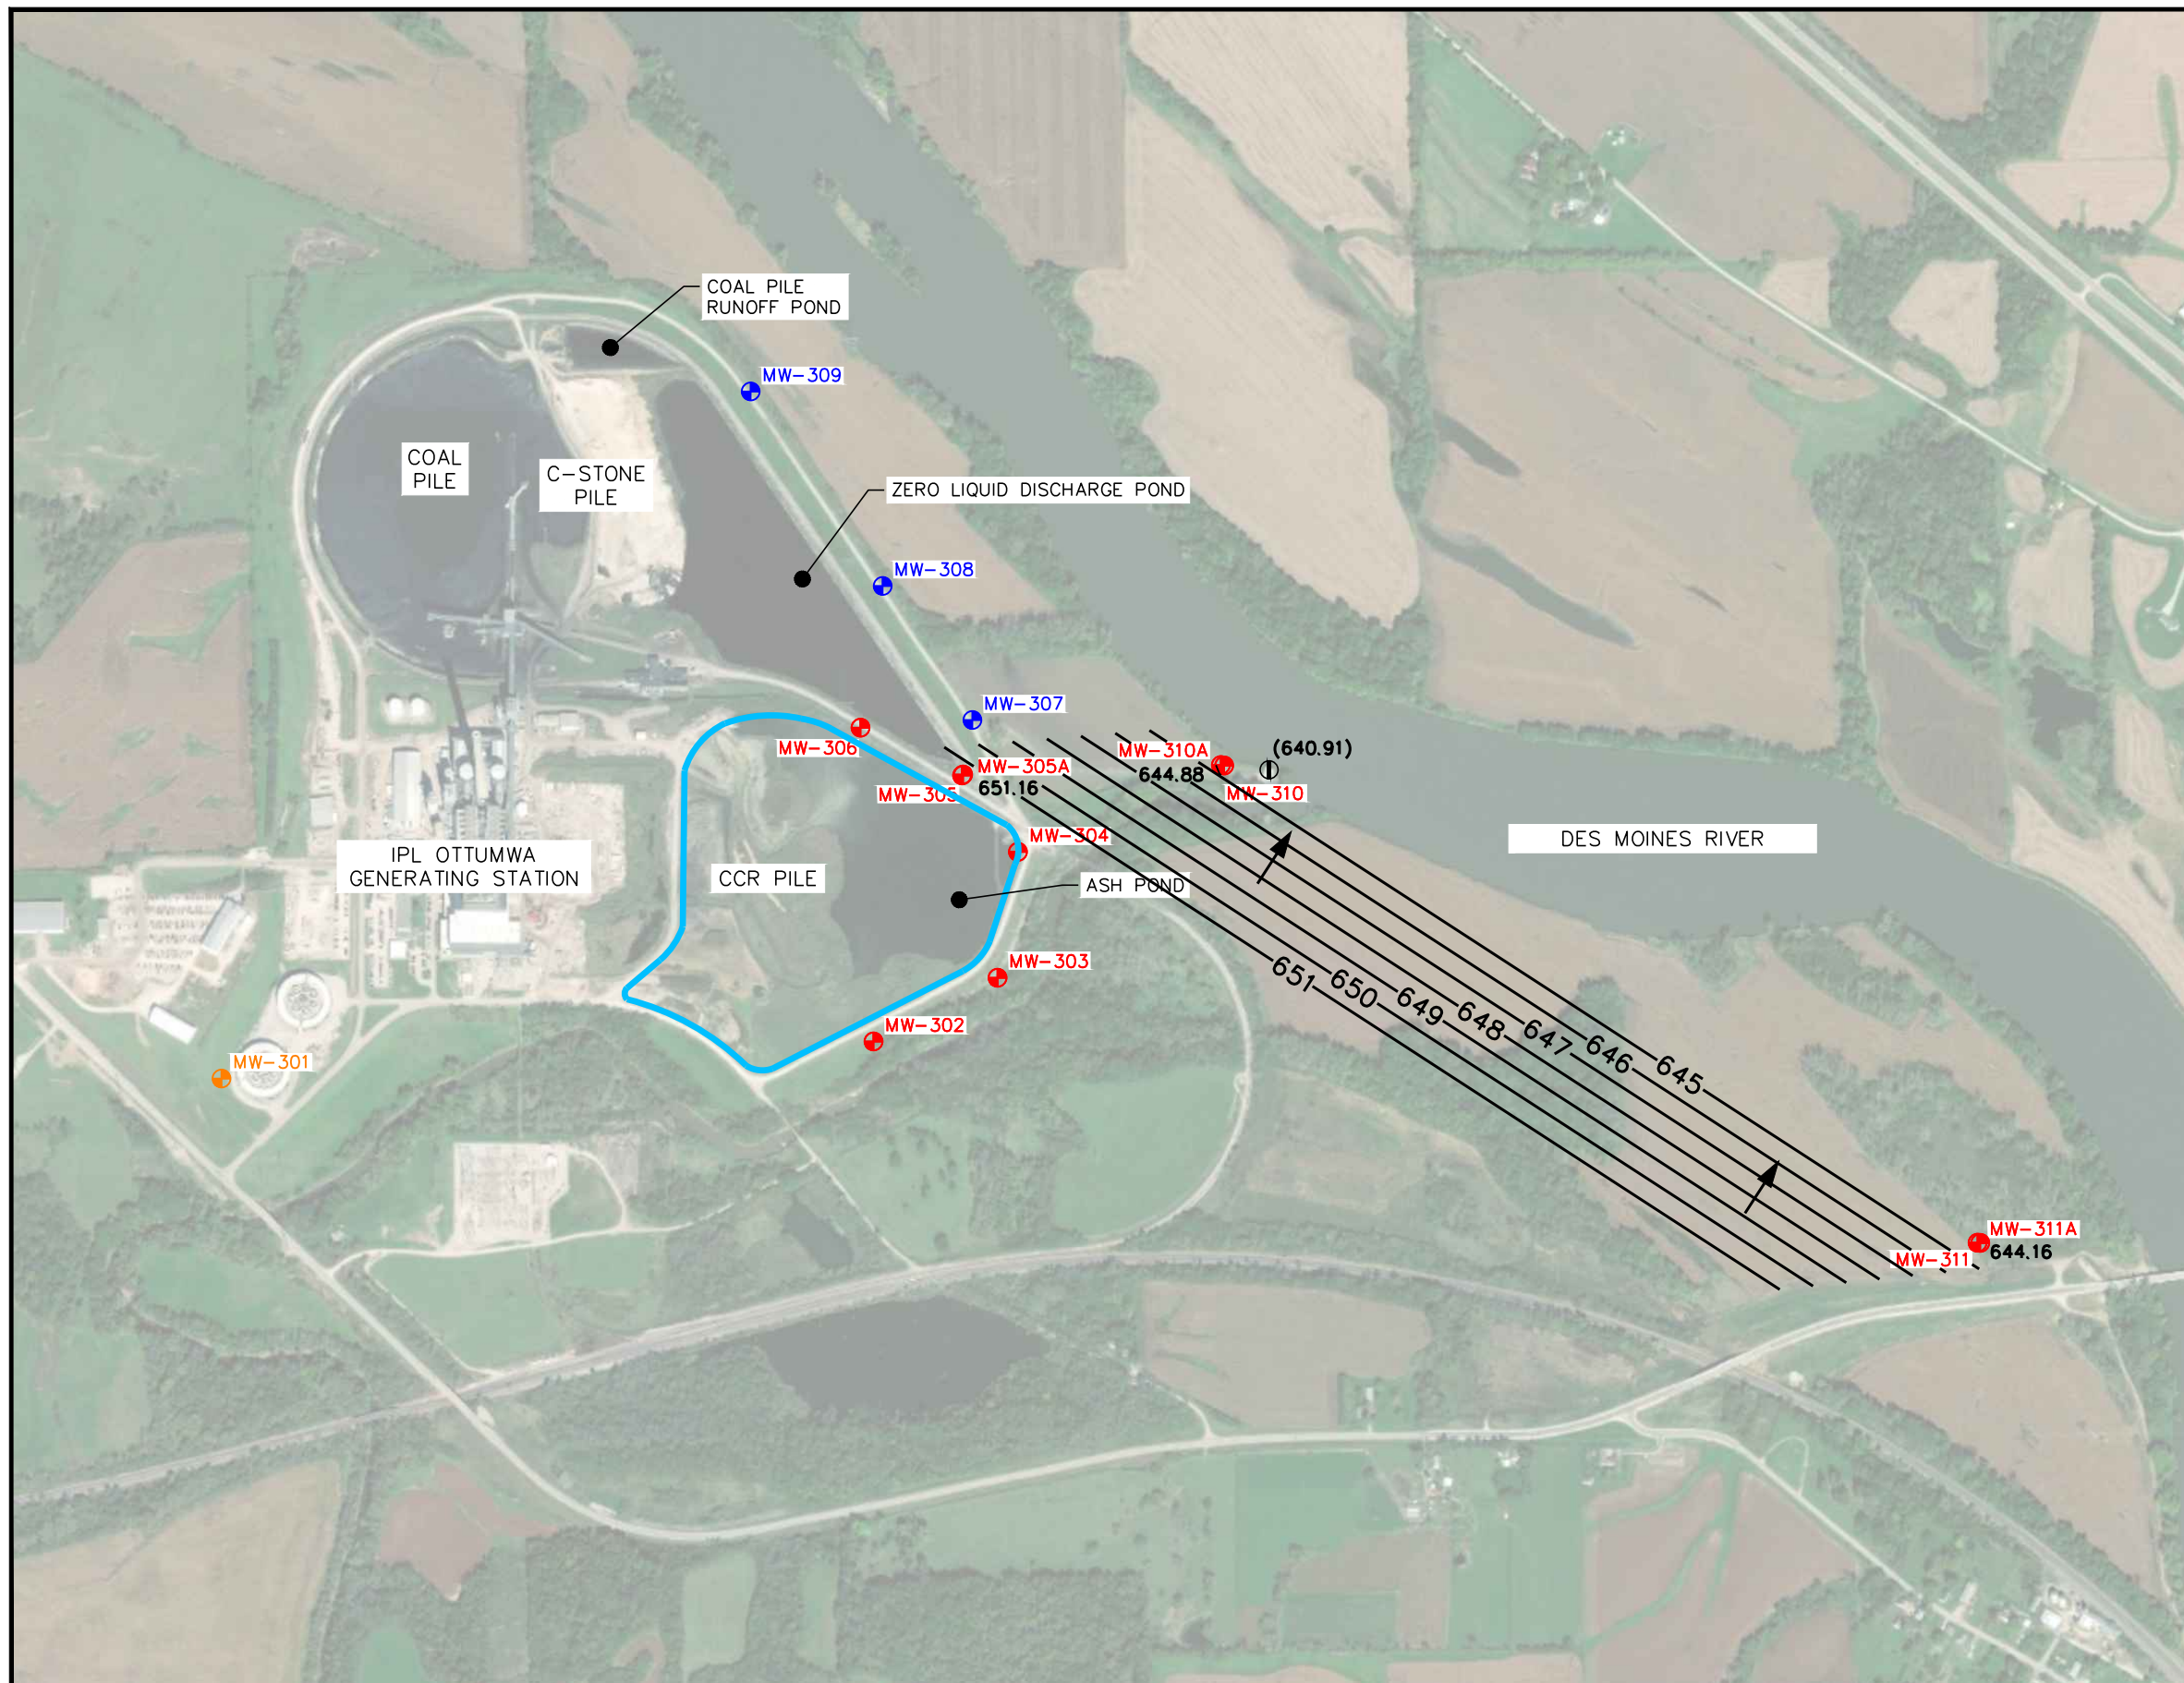 COAL PILE
RUNOFF POND
MW-309
COAL
PILE
C-STONE
PILE
ZERO LIQUID DISCHARGE POND
MW-308
MW-307
MW-306
MW-305A
651.16
MW-305
MW-310A
644.88
(640.91)
MW-310
MW-304
DES MOINES RIVER
IPL OTTUMWA
GENERATING STATION
CCR PILE
ASH POND
MW-303
651
650
649
648
647
646
645
MW-302
MW-301
MW-311A
644.16
MW-311